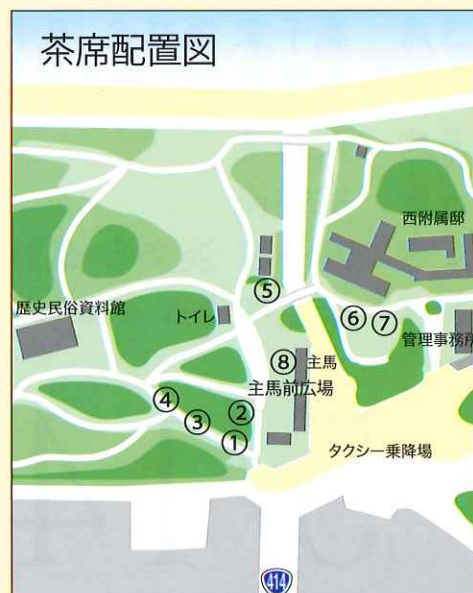 茶席配置図
西附属邸
⑤
歴史民俗資料館
トイレ
⑥
⑦
管理事務所
⑧
主馬
主馬前広場
④
③
②
①
タクシー乗降場
414